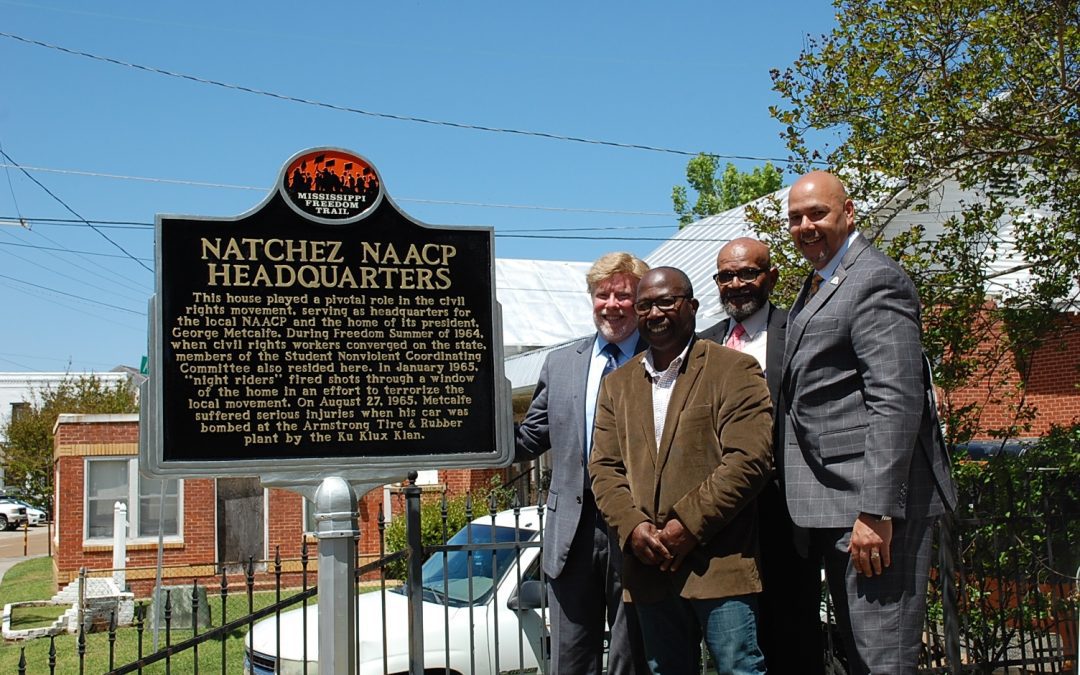 MISSISSIPPI
FREEDOM
TRAIL
NATCHEZ NAACP
HEADQUARTERS
This house played a pivotal role in the civil
rights movement, serving as headquarters for
the local NAACP and the home of its president,
George Metcalfe. During Freedom Summer of 1964,
when civil rights workers converged on the state,
members of the Student Nonviolent Coordinating
Committee also resided here. In January 1965,
"night riders" fired shots through a window
of the home in an effort to terrorize the
local movement. On August 27, 1965, Metcalfe
suffered serious injuries when his car was
bombed at the Armstrong Tire & Rubber
plant by the Ku Klux Klan.